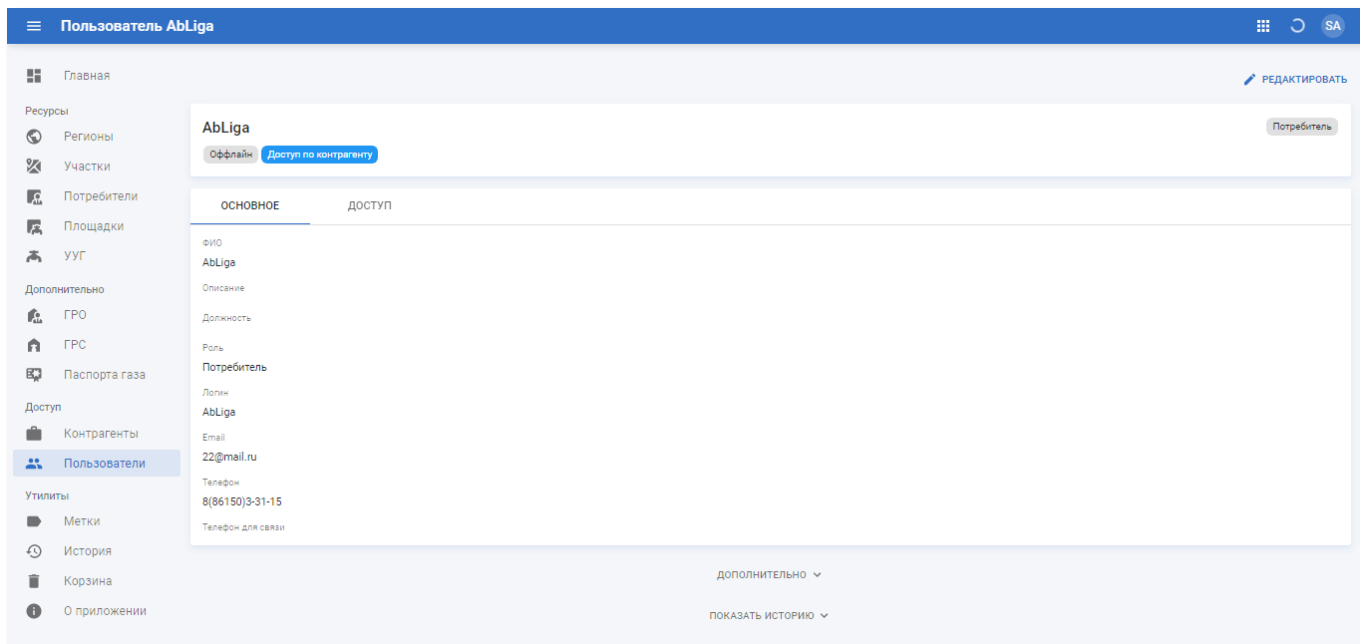 Пользователь AbLiga
SA
Главная
РЕДАКТИРОВАТЬ
Ресурсы
Регионы
Участки
Потребители
Площадки
УУГ
Дополнительно
ГРО
ГРС
Паспорта газа
Доступ
Контрагенты
Пользователи
Утилиты
Метки
История
Корзина
О приложении
AbLiga
Потребитель
Оффлайн Доступ по контрагенту
ОСНОВНОЕ ДОСТУП
ФИО
AbLiga
Описание
Должность
Роль
Потребитель
Логин
AbLiga
Email
22@mail.ru
Телефон
8(86150)3-31-15
Телефон для связи
ДОПОЛНИТЕЛЬНО
ПОКАЗАТЬ ИСТОРИЮ